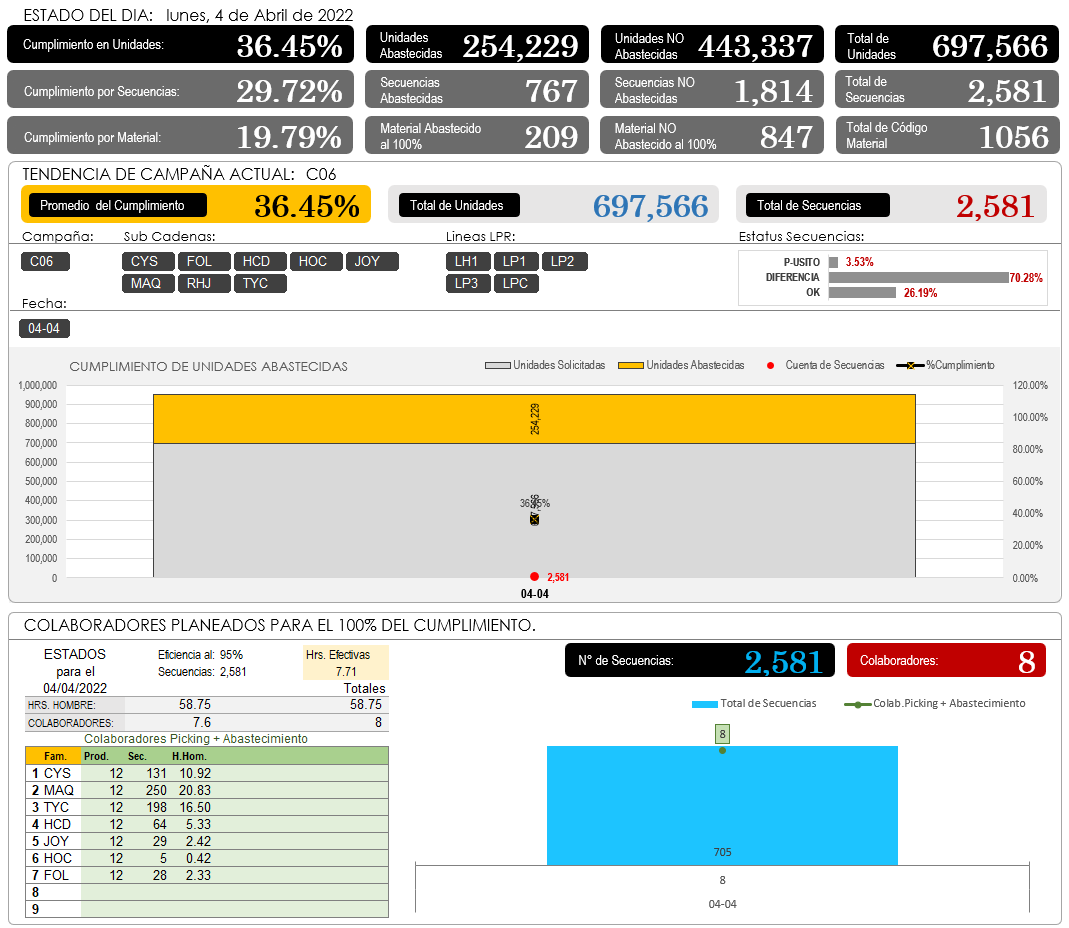 ESTADO DEL DIA: lunes, 4 de Abril de 2022
Cumplimiento en Unidades: 36.45%
Unidades Abastecidas 254,229
Unidades NO Abastecidas 443,337
Total de Unidades 697,566
Cumplimiento por Secuencias: 29.72%
Secuencias Abastecidas 767
Secuencias NO Abastecidas 1,814
Total de Secuencias 2,581
Cumplimiento por Material: 19.79%
Material Abastecido al 100% 209
Material NO Abastecido al 100% 847
Total de Código Material 1056
TENDENCIA DE CAMPAÑA ACTUAL: C06
Promedio del Cumplimiento 36.45%
Total de Unidades 697,566
Total de Secuencias 2,581
Campaña: Sub Cadenas: Lineas LPR: Estatus Secuencias:
C06 CYS FOL HCD HOC JOY LH1 LP1 LP2
MAQ RHJ TYC LP3 LPC
P-USITO 3.53%
DIFERENCIA 70.28%
OK 26.19%
Fecha:
04-04
CUMPLIMIENTO DE UNIDADES ABASTECIDAS
Unidades Solicitadas Unidades Abastecidas Cuenta de Secuencias %Cumplimiento
1,000,000 120.00%
900,000
800,000 100.00%
700,000
600,000 80.00%
500,000 60.00%
400,000
300,000 40.00%
200,000 20.00%
100,000
0 0.00%
254,229
36.45%
2,581
04-04
COLABORADORES PLANEADOS PARA EL 100% DEL CUMPLIMIENTO.
ESTADOS para el 04/04/2022
Eficiencia al: 95%
Secuencias: 2,581
Hrs. Efectivas
7.71
Totales
HRS. HOMBRE: 58.75 58.75
COLABORADORES: 7.6 8
Colaboradores Picking + Abastecimiento
Fam. Prod. Sec. H.Hom.
1 CYS 12 131 10.92
2 MAQ 12 250 20.83
3 TYC 12 198 16.50
4 HCD 12 64 5.33
5 JOY 12 29 2.42
6 HOC 12 5 0.42
7 FOL 12 28 2.33
8
9
N° de Secuencias: 2,581
Colaboradores: 8
Total de Secuencias Colab.Picking + Abastecimiento
8
705
8
04-04